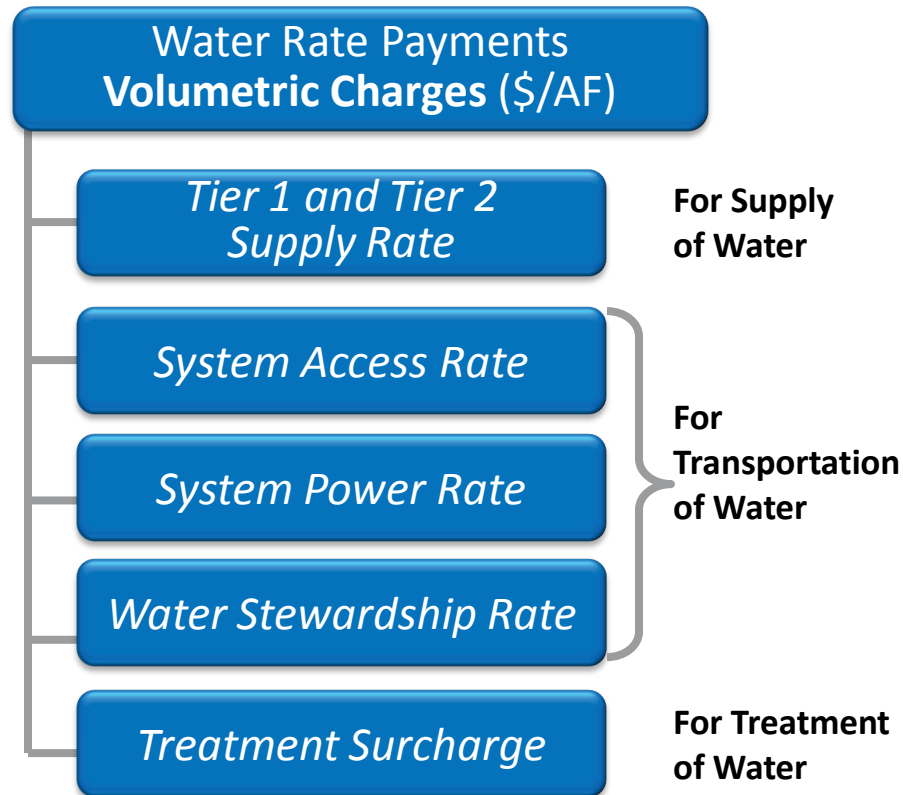 Water Rate Payments
Volumetric Charges ($/AF)
Tier 1 and Tier 2
Supply Rate
For Supply
of Water
System Access Rate
System Power Rate
Water Stewardship Rate
For
Transportation
of Water
Treatment Surcharge
For Treatment
of Water